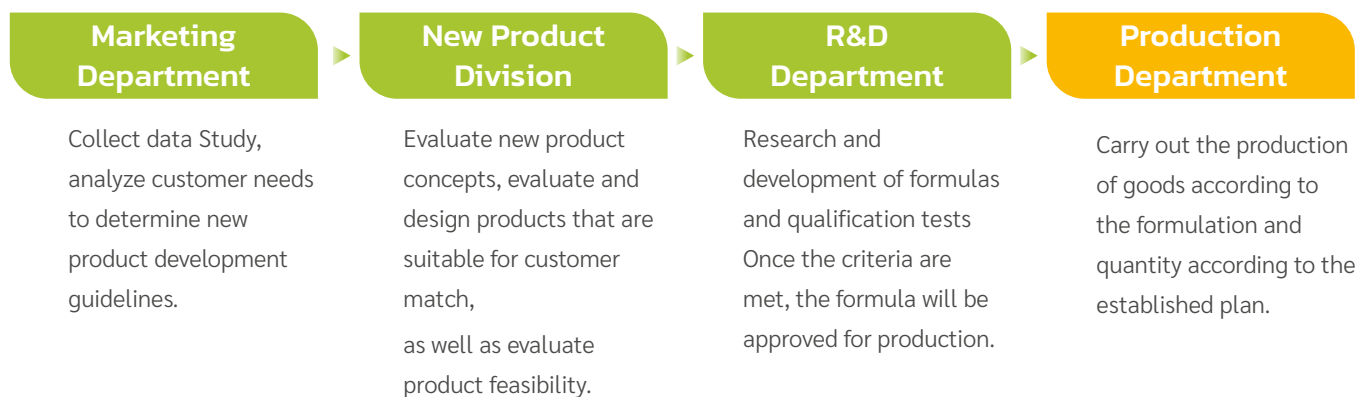 Marketing
Department
Collect data Study,
analyze customer needs
to determine new
product development
guidelines.
New Product
Division
Evaluate new product
concepts, evaluate and
design products that are
suitable for customer
match,
as well as evaluate
product feasibility.
R&D
Department
Research and
development of formulas
and qualification tests
Once the criteria are
met, the formula will be
approved for production.
Production
Department
Carry out the production
of goods according to
the formulation and
quantity according to the
established plan.